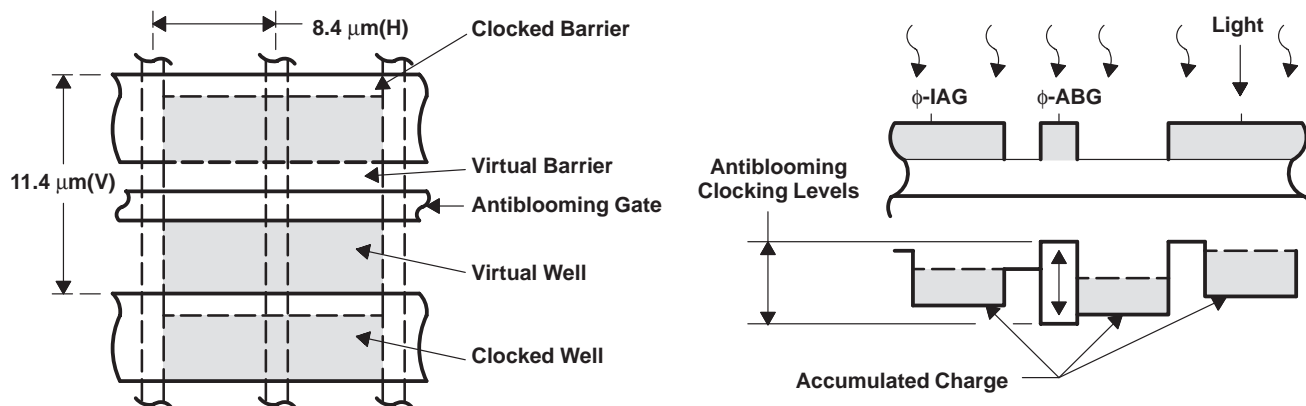 8.4 μm(H)
Clocked Barrier
11.4 μm(V)
Virtual Barrier
Antiblooming Gate
Virtual Well
Clocked Well
Light
ϕ-IAG
ϕ-ABG
Antiblooming
Clocking Levels
Accumulated Charge